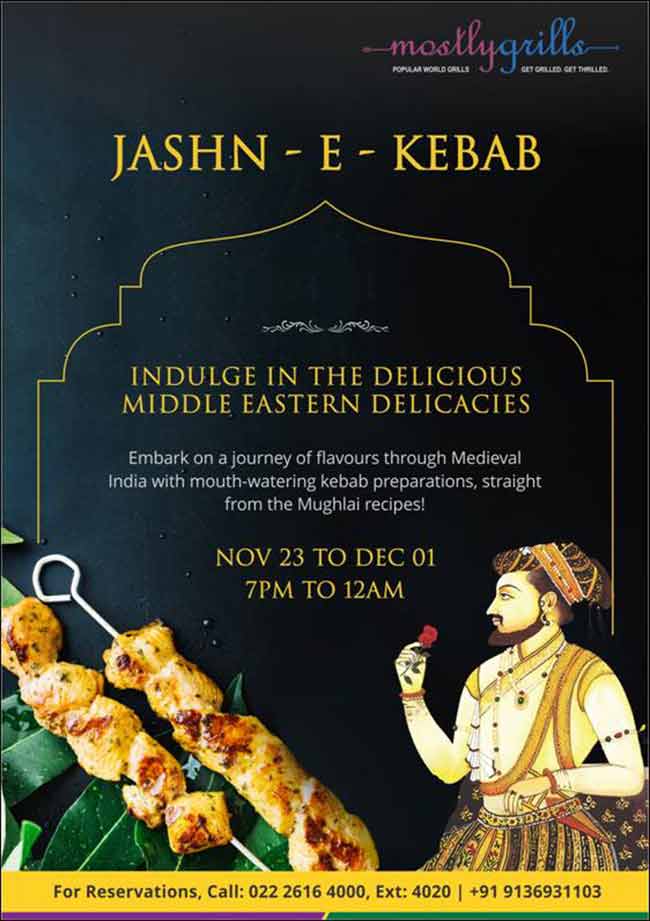 mostlygrills
POPULAR WORLD GRILLS GET GRILLED. GET THRILLED.
JASHN - E - KEBAB
INDULGE IN THE DELICIOUS
MIDDLE EASTERN DELICACIES
Embark on a journey of flavours through Medieval
India with mouth-watering kebab preparations, straight
from the Mughlai recipes!
NOV 23 TO DEC 01
7PM TO 12AM
For Reservations, Call: 022 2616 4000, Ext: 4020 | +91 9136931103